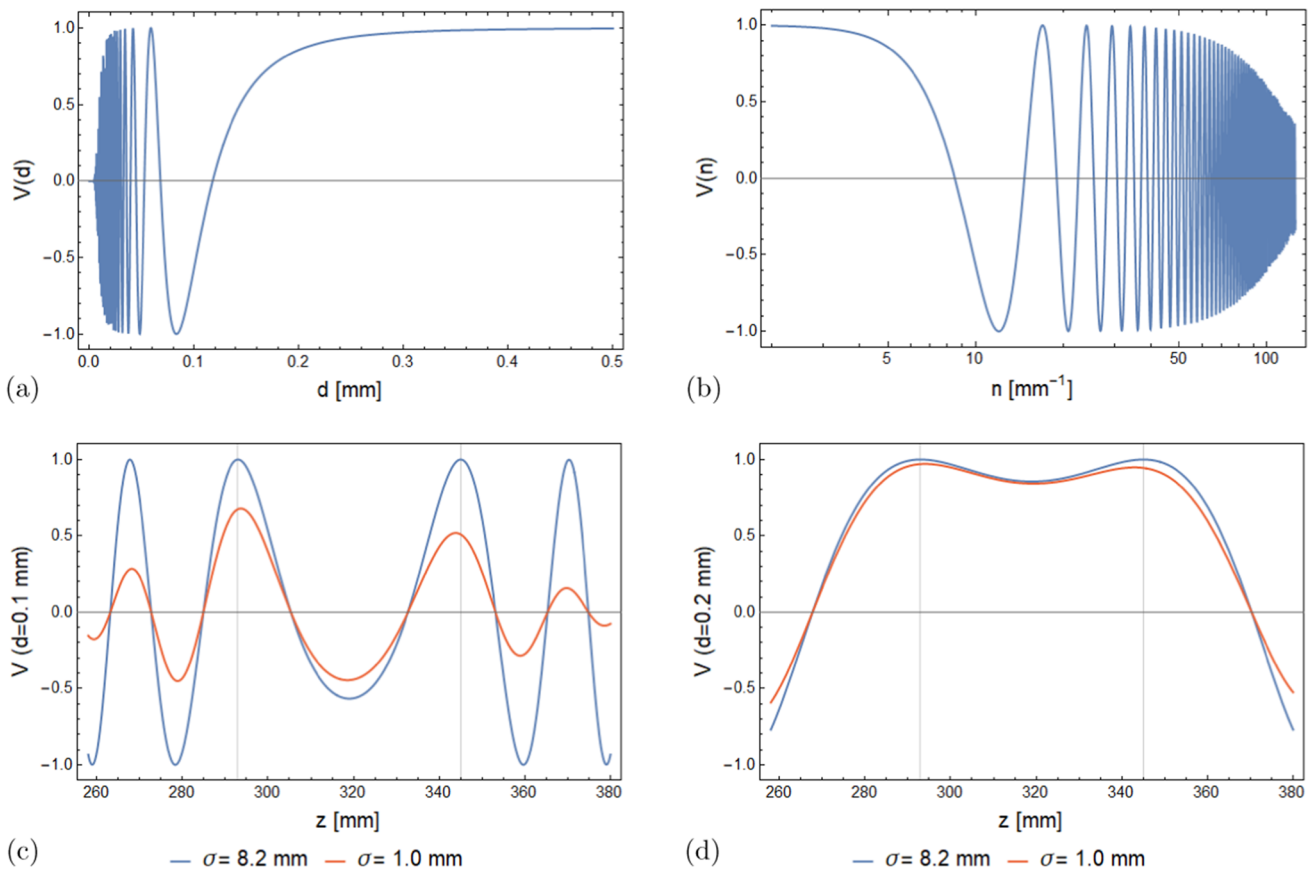 1.0
0.5
0.0
−0.5
−1.0
V(d)
0.0 0.1 0.2 0.3 0.4 0.5
d [mm]
(a)
1.0
0.5
0.0
−0.5
−1.0
V(n)
5 10 50 100
n [mm⁻¹]
(b)
1.0
0.5
0.0
−0.5
−1.0
V (d=0.1 mm)
260 280 300 320 340 360 380
z [mm]
(c)
σ= 8.2 mm σ= 1.0 mm
1.0
0.5
0.0
−0.5
−1.0
V (d=0.2 mm)
260 280 300 320 340 360 380
z [mm]
(d)
σ= 8.2 mm σ= 1.0 mm